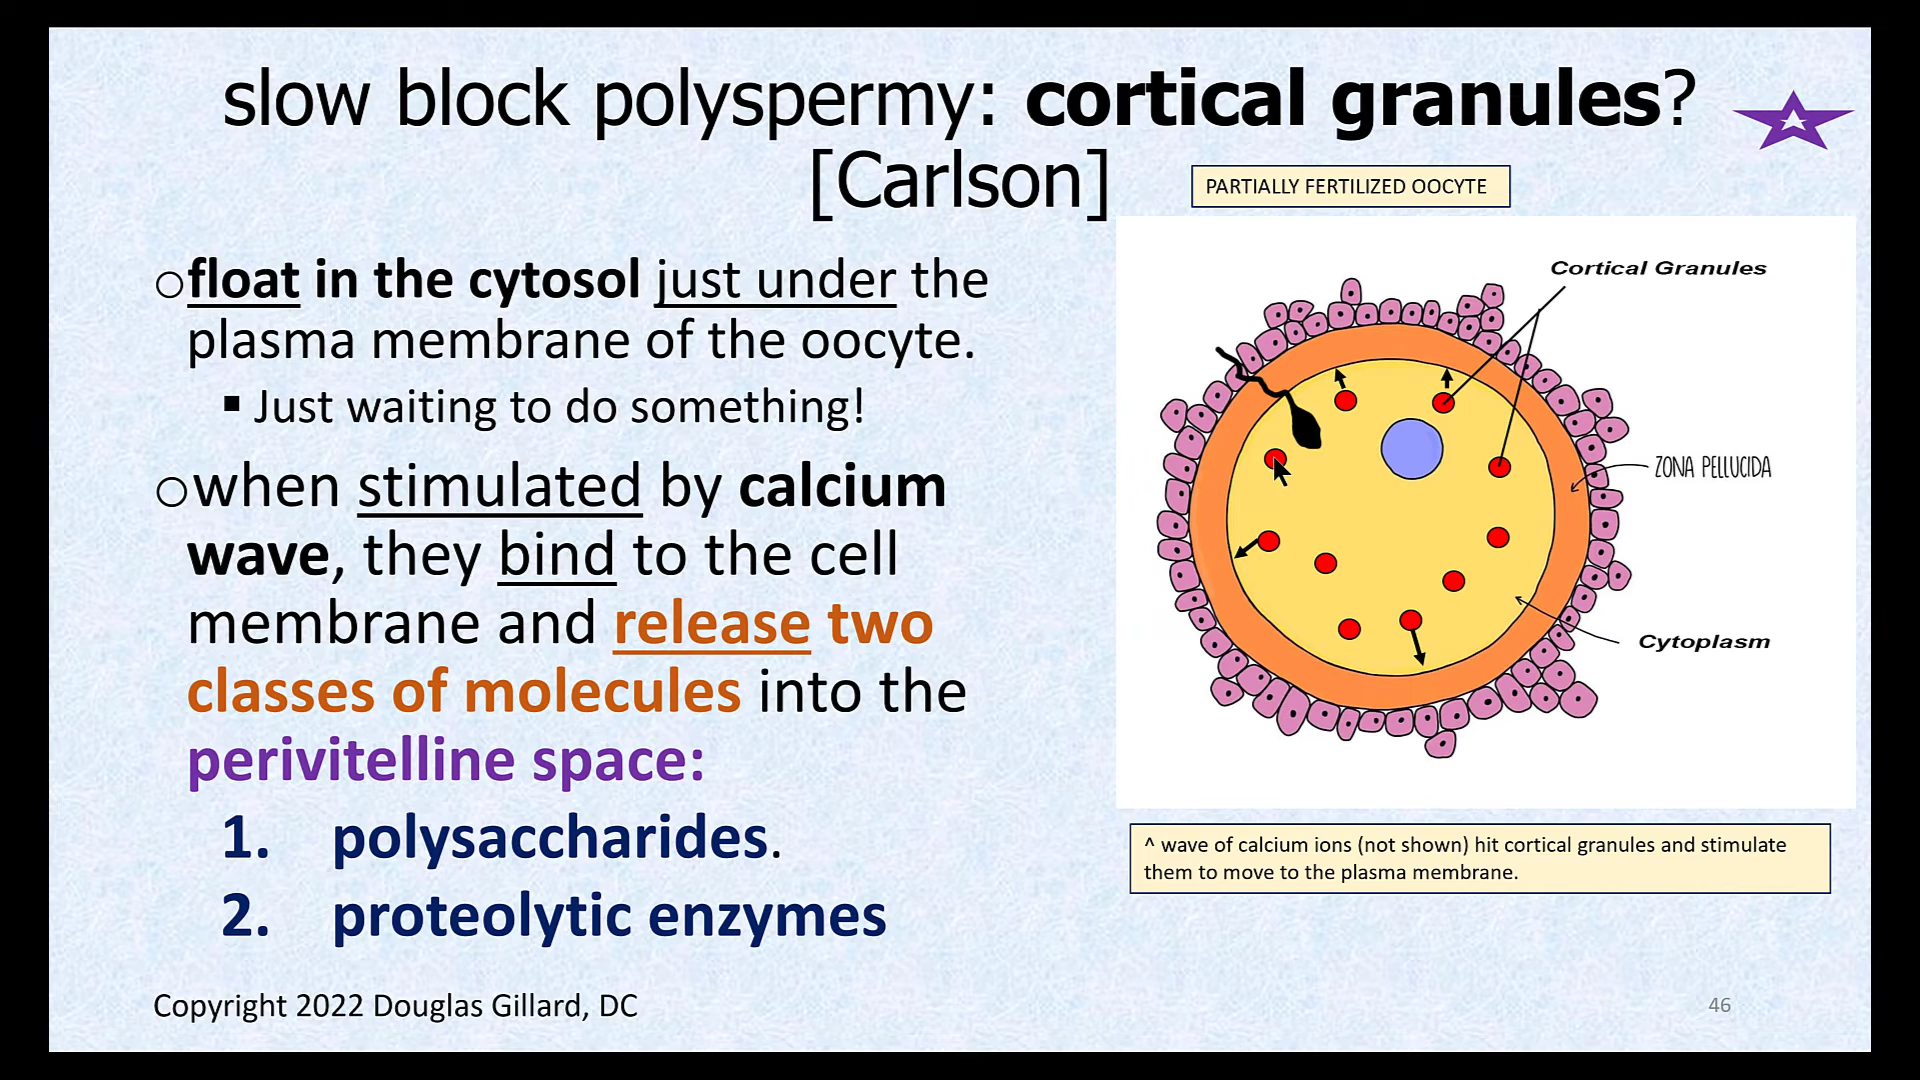 slow block polyspermy: cortical granules?
[Carlson]
PARTIALLY FERTILIZED OOCYTE
○float in the cytosol just under the
plasma membrane of the oocyte.
▪ Just waiting to do something!
○when stimulated by calcium
wave, they bind to the cell
membrane and release two
classes of molecules into the
perivitelline space:
1. polysaccharides.
2. proteolytic enzymes
Cortical Granules
ZONA PELLUCIDA
Cytoplasm
^ wave of calcium ions (not shown) hit cortical granules and stimulate
them to move to the plasma membrane.
Copyright 2022 Douglas Gillard, DC
46